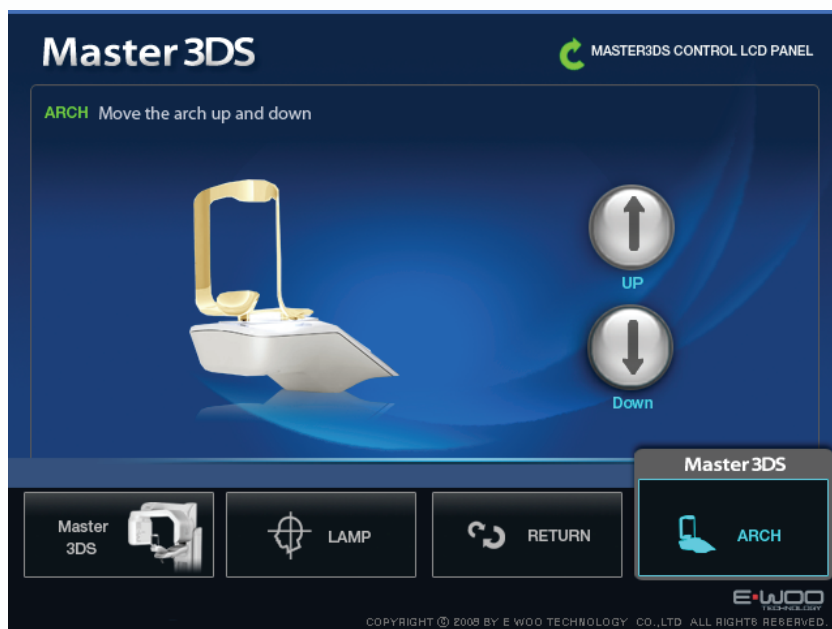 Master 3DS
MASTER3DS CONTROL LCD PANEL
ARCH Move the arch up and down
UP
Down
Master 3DS
Master
3DS
LAMP
RETURN
ARCH
E-WOO
TECHNOLOGY
COPYRIGHT © 2008 BY E WOO TECHNOLOGY CO.,LTD ALL RIGHTS RESERVED.